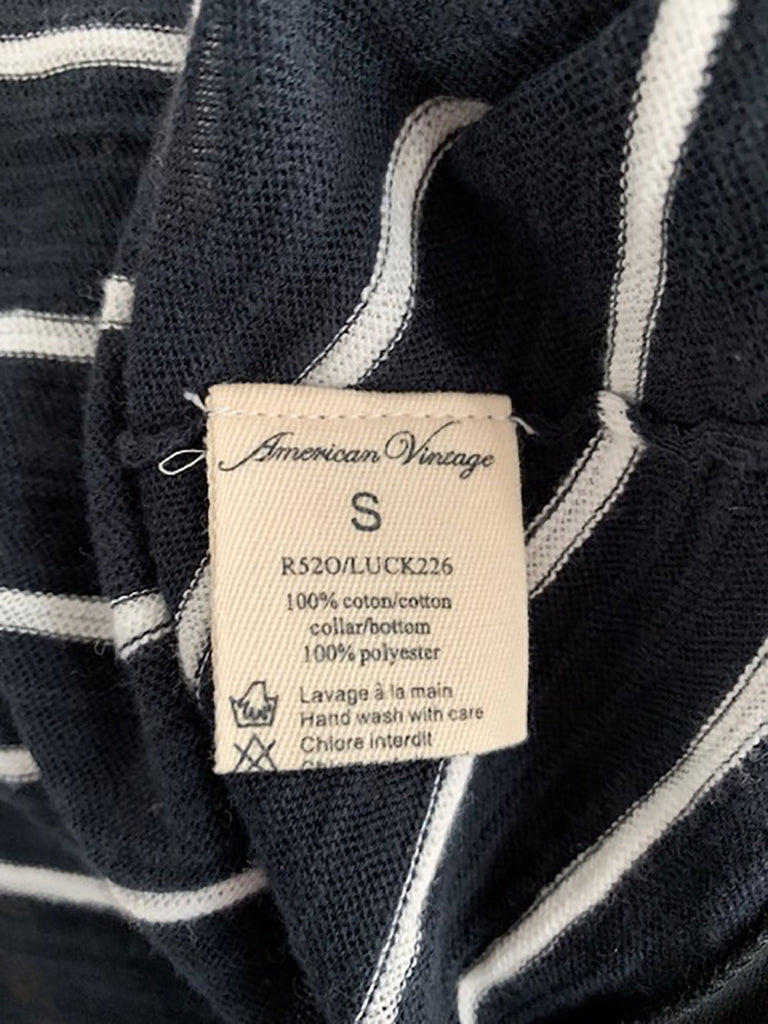 American Vintage
S
R52O/LUCK226
100% coton/cotton
collar/bottom
100% polyester
Lavage à la main
Hand wash with care
Chlore interdit